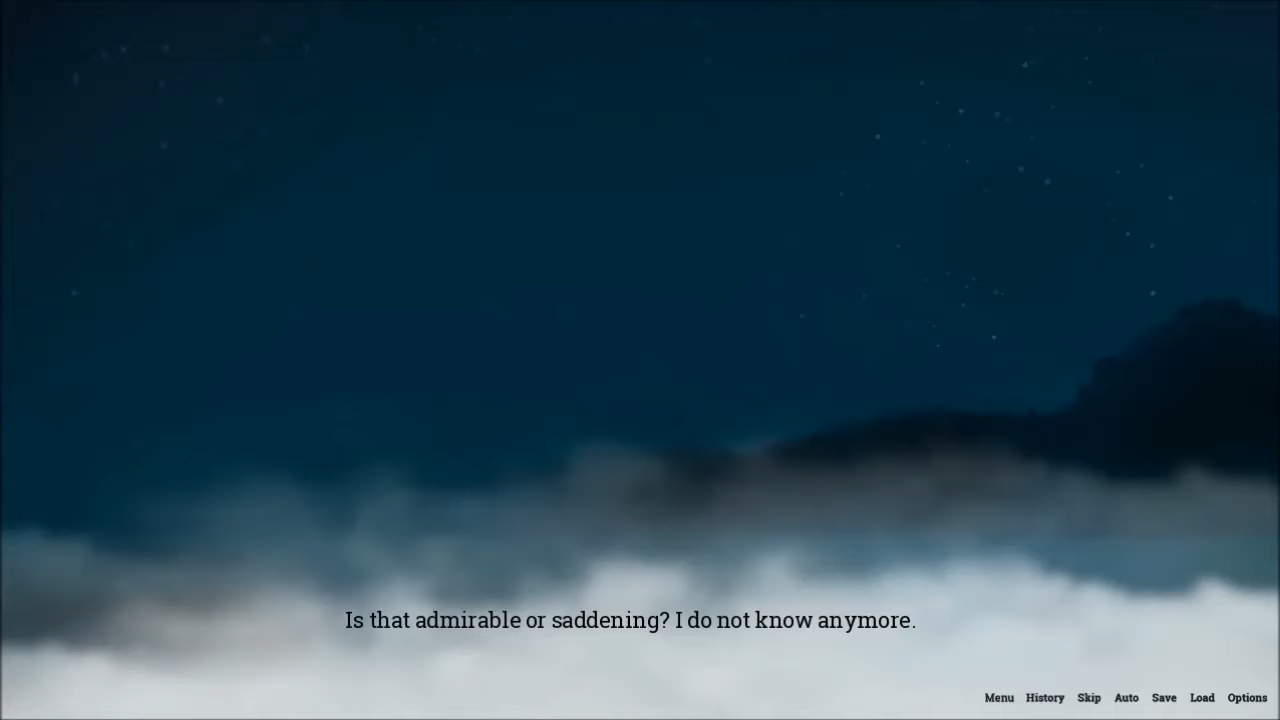 Is that admirable or saddening? I do not know anymore.
Menu History Skip Auto Save Load Options